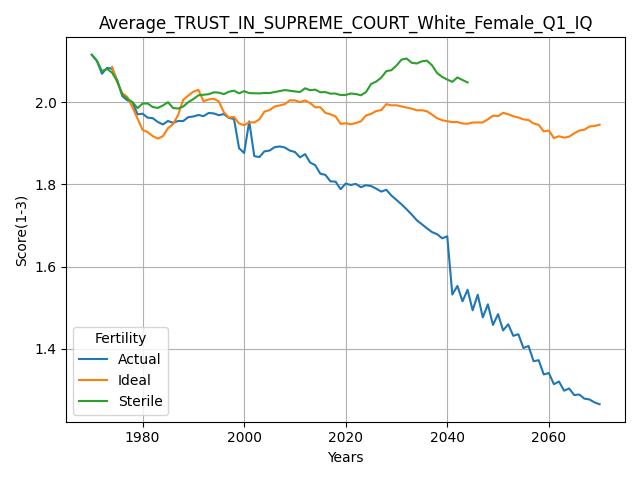 Average_TRUST_IN_SUPREME_COURT_White_Female_Q1_IQ
Score(1-3)
2.0
1.8
1.6
1.4
Fertility
Actual
Ideal
Sterile
1980
2000
2020
2040
2060
Years